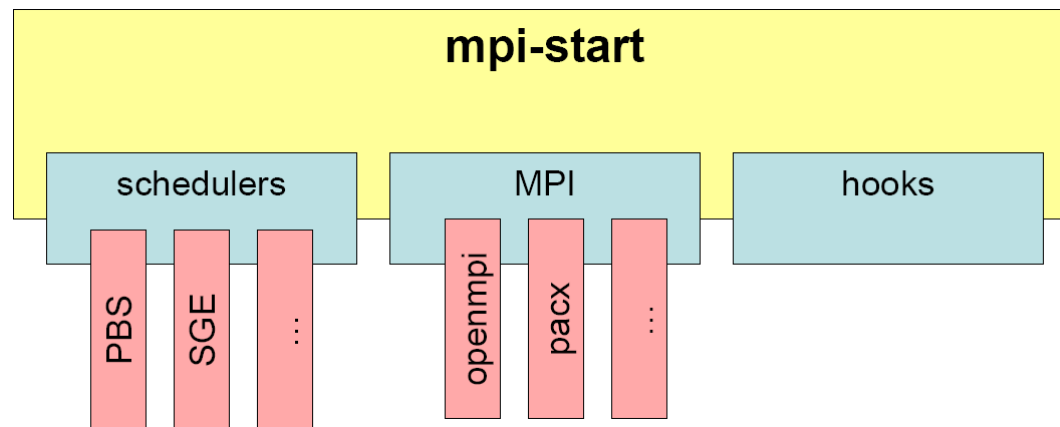 mpi-start
schedulers
MPI
hooks
PBS
SGE
...
openmpi
pacx
...